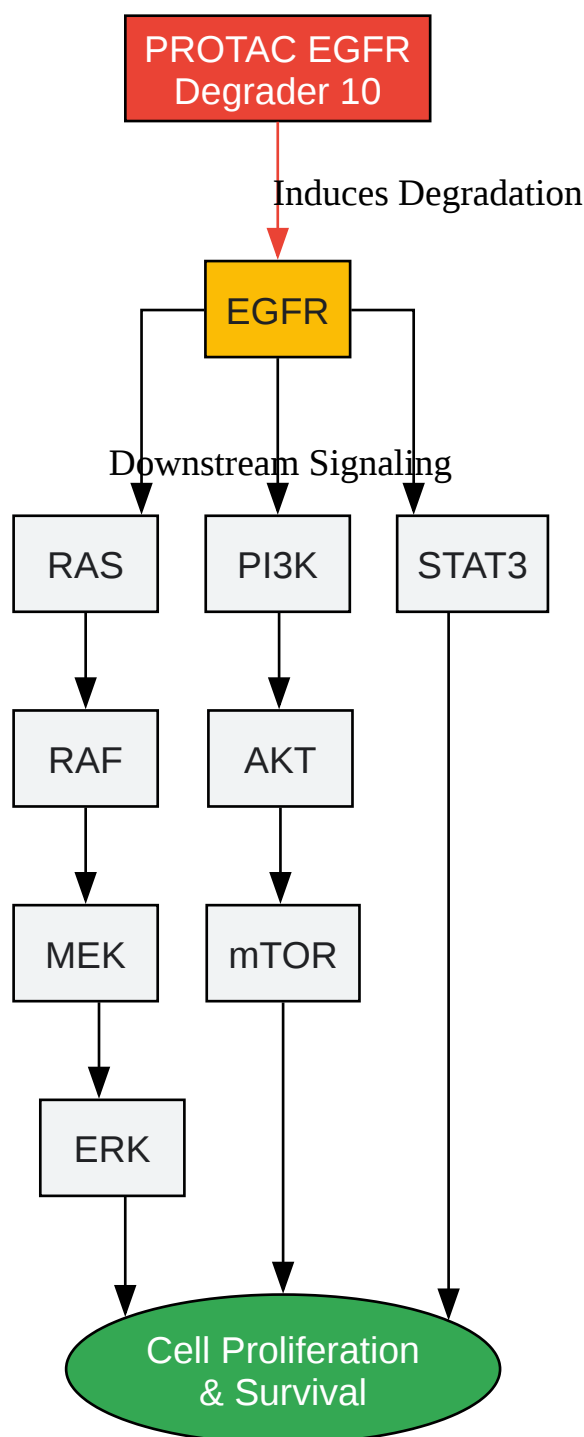 PROTAC EGFR
Degrader 10
Induces Degradation
EGFR
Downstream Signaling
RAS
PI3K
STAT3
RAF
AKT
MEK
mTOR
ERK
Cell Proliferation
& Survival